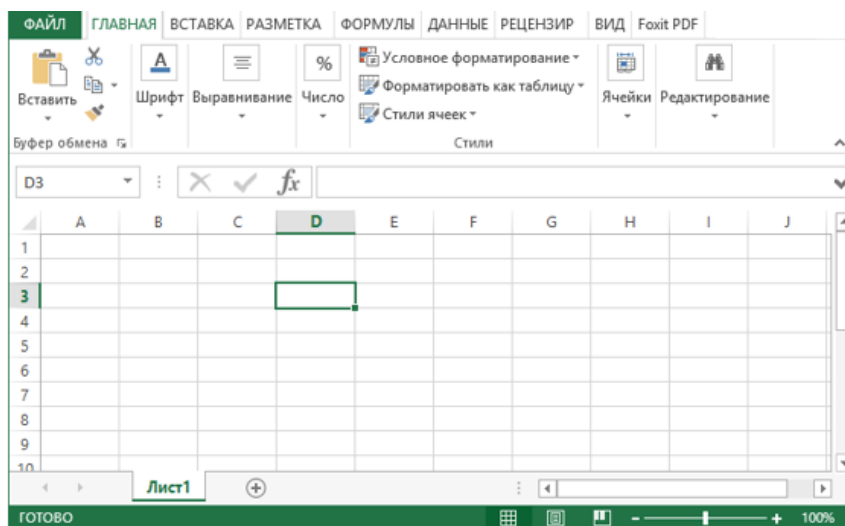 ФАЙЛ ГЛАВНАЯ ВСТАВКА РАЗМЕТКА ФОРМУЛЫ ДАННЫЕ РЕЦЕНЗИР ВИД Foxit PDF
Вставить
Шрифт Выравнивание Число
Условное форматирование
Форматировать как таблицу
Стили ячеек
Ячейки Редактирование
Буфер обмена Стили
D3 fx
A B C D E F G H I J
1
2
3
4
5
6
7
8
9
10
Лист1
ГОТОВО 100%